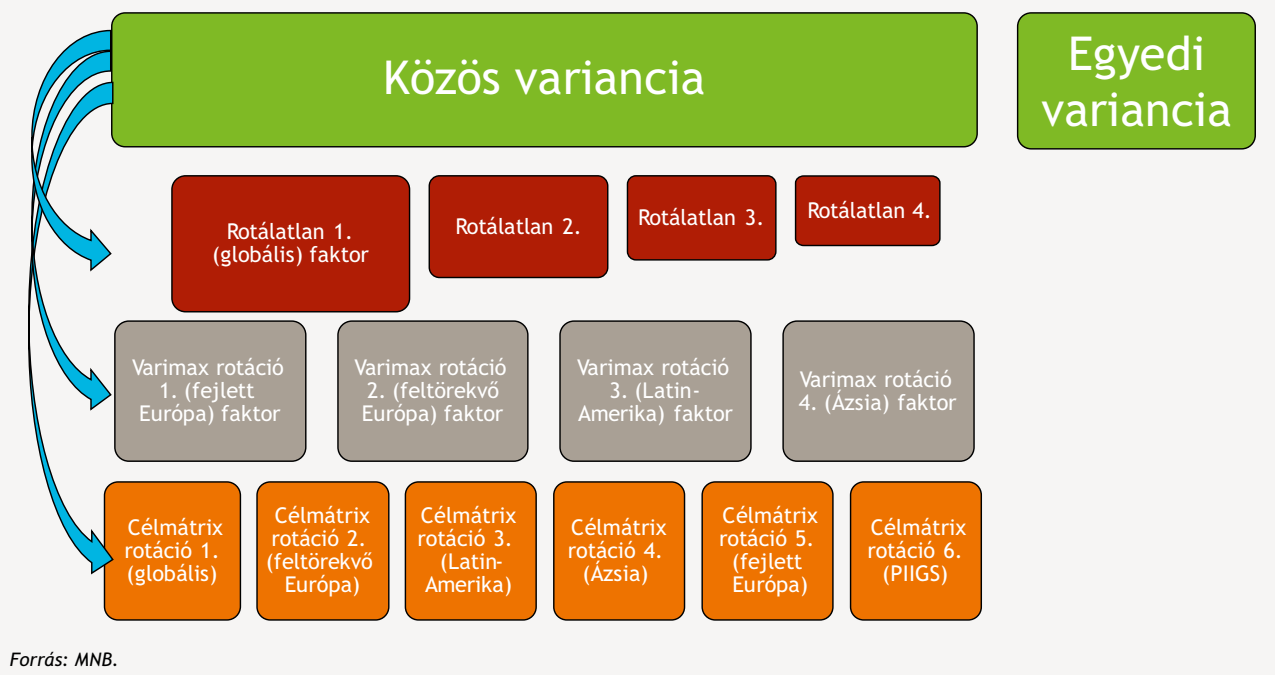 Közös variancia
Egyedi
variancia
Rotálatlan 1.
(globális) faktor
Rotálatlan 2.
Rotálatlan 3.
Rotálatlan 4.
Varimax rotáció
1. (fejlett
Európa) faktor
Varimax rotáció
2. (feltörekvő
Európa) faktor
Varimax rotáció
3. (Latin-
Amerika) faktor
Varimax rotáció
4. (Ázsia) faktor
Célmátrix
rotáció 1.
(globális)
Célmátrix
rotáció 2.
(feltörekvő
Európa)
Célmátrix
rotáció 3.
(Latin-
Amerika)
Célmátrix
rotáció 4.
(Ázsia)
Célmátrix
rotáció 5.
(fejlett
Európa)
Célmátrix
rotáció 6.
(PIIGS)
Forrás: MNB.